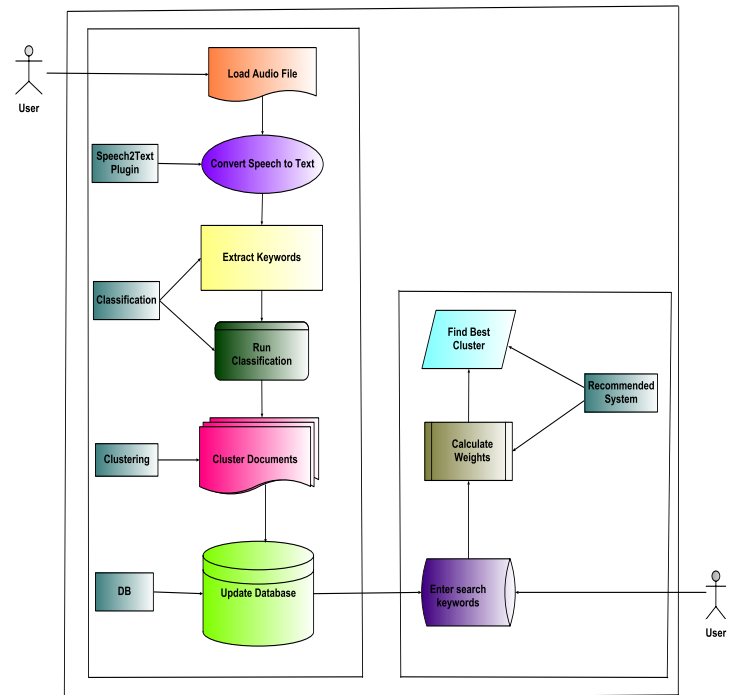 Load Audio File
User
Speech2Text
Plugin
Convert Speech to Text
Extract Keywords
Classification
Run
Classification
Find Best
Cluster
Recommended
System
Clustering
Cluster Documents
Calculate
Weights
DB
Update Database
Enter search
keywords
User